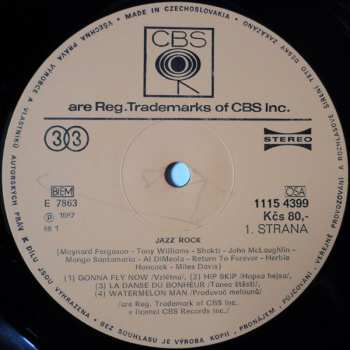 MADE IN CZECHOSLOVAKIA
VŠECHNA PRÁVA VÝROBCE A VLASTNÍKŮ AUTORSKÝCH PRÁV K DÍLU JSOU VYHRAZENA • BEZ SOUHLASU JE VÝROBA KOPIÍ, PRONÁJEM, PŮJČOVÁNÍ, VEŘEJNÉ PROVOZOVÁNÍ
ŠÍŘENÍ TÉTO DESKY ZAKÁZÁNO
CBS
are Reg.Trademarks of CBS Inc.
33
STEREO
BIEM
E 7863
Ⓟ 1987
OSA
1115 4399
Kčs 80,-
1. STRANA
JAZZ ROCK
(Maynard Ferguson - Tony Williams - Shakti - John McLaughlin -
Mongo Santamaria - Al DiMeola - Return To Forever - Herbie
Hancock - Miles Davis)
(1) GONNA FLY NOW /Vzhůru/ (2) HIP SKIP /Hopsa hejsa/,
(3) LA DANSE DU BONHEUR /Tanec štěstí/,
(4) WATERMELON MAN /Prodavač melounů/
(are Reg. Trademark of CBS Inc.
a licenci CBS Records Inc./